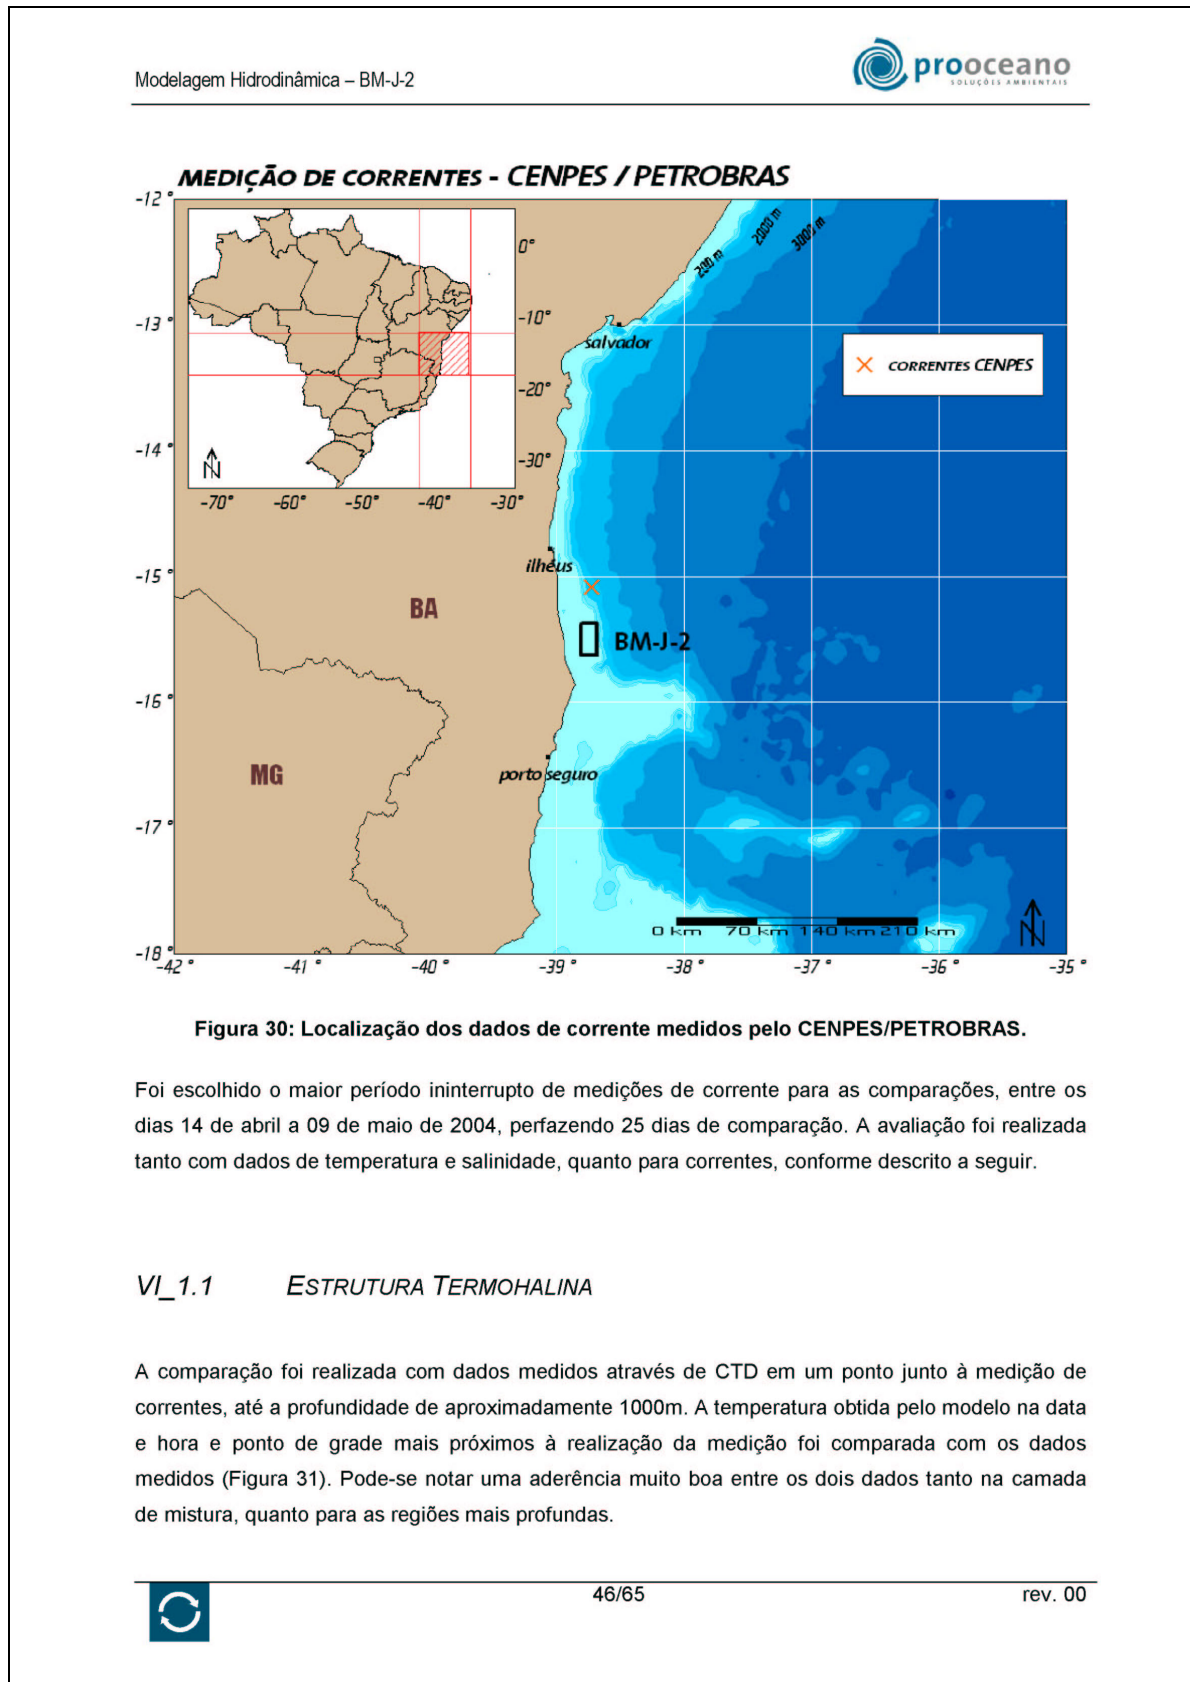 Modelagem Hidrodinâmica – BM-J-2
prooceano
SOLUÇÕES AMBIENTAIS
MEDIÇÃO DE CORRENTES - CENPES / PETROBRAS
-12°
-13°
-14°
-15°
-16°
-17°
-18°
-42°
-41°
-40°
-39°
-38°
-37°
-36°
-35°
0°
-10°
-20°
-30°
-70°
-60°
-50°
-40°
-30°
N
200 m
2000 m
3000 m
salvador
CORRENTES CENPES
ilhéus
BA
BM-J-2
MG
porto seguro
0 km 70 km 140 km 210 km
N
Figura 30: Localização dos dados de corrente medidos pelo CENPES/PETROBRAS.
Foi escolhido o maior período ininterrupto de medições de corrente para as comparações, entre os
dias 14 de abril a 09 de maio de 2004, perfazendo 25 dias de comparação. A avaliação foi realizada
tanto com dados de temperatura e salinidade, quanto para correntes, conforme descrito a seguir.
VI_1.1 ESTRUTURA TERMOHALINA
A comparação foi realizada com dados medidos através de CTD em um ponto junto à medição de
correntes, até a profundidade de aproximadamente 1000m. A temperatura obtida pelo modelo na data
e hora e ponto de grade mais próximos à realização da medição foi comparada com os dados
medidos (Figura 31). Pode-se notar uma aderência muito boa entre os dois dados tanto na camada
de mistura, quanto para as regiões mais profundas.
46/65
rev. 00